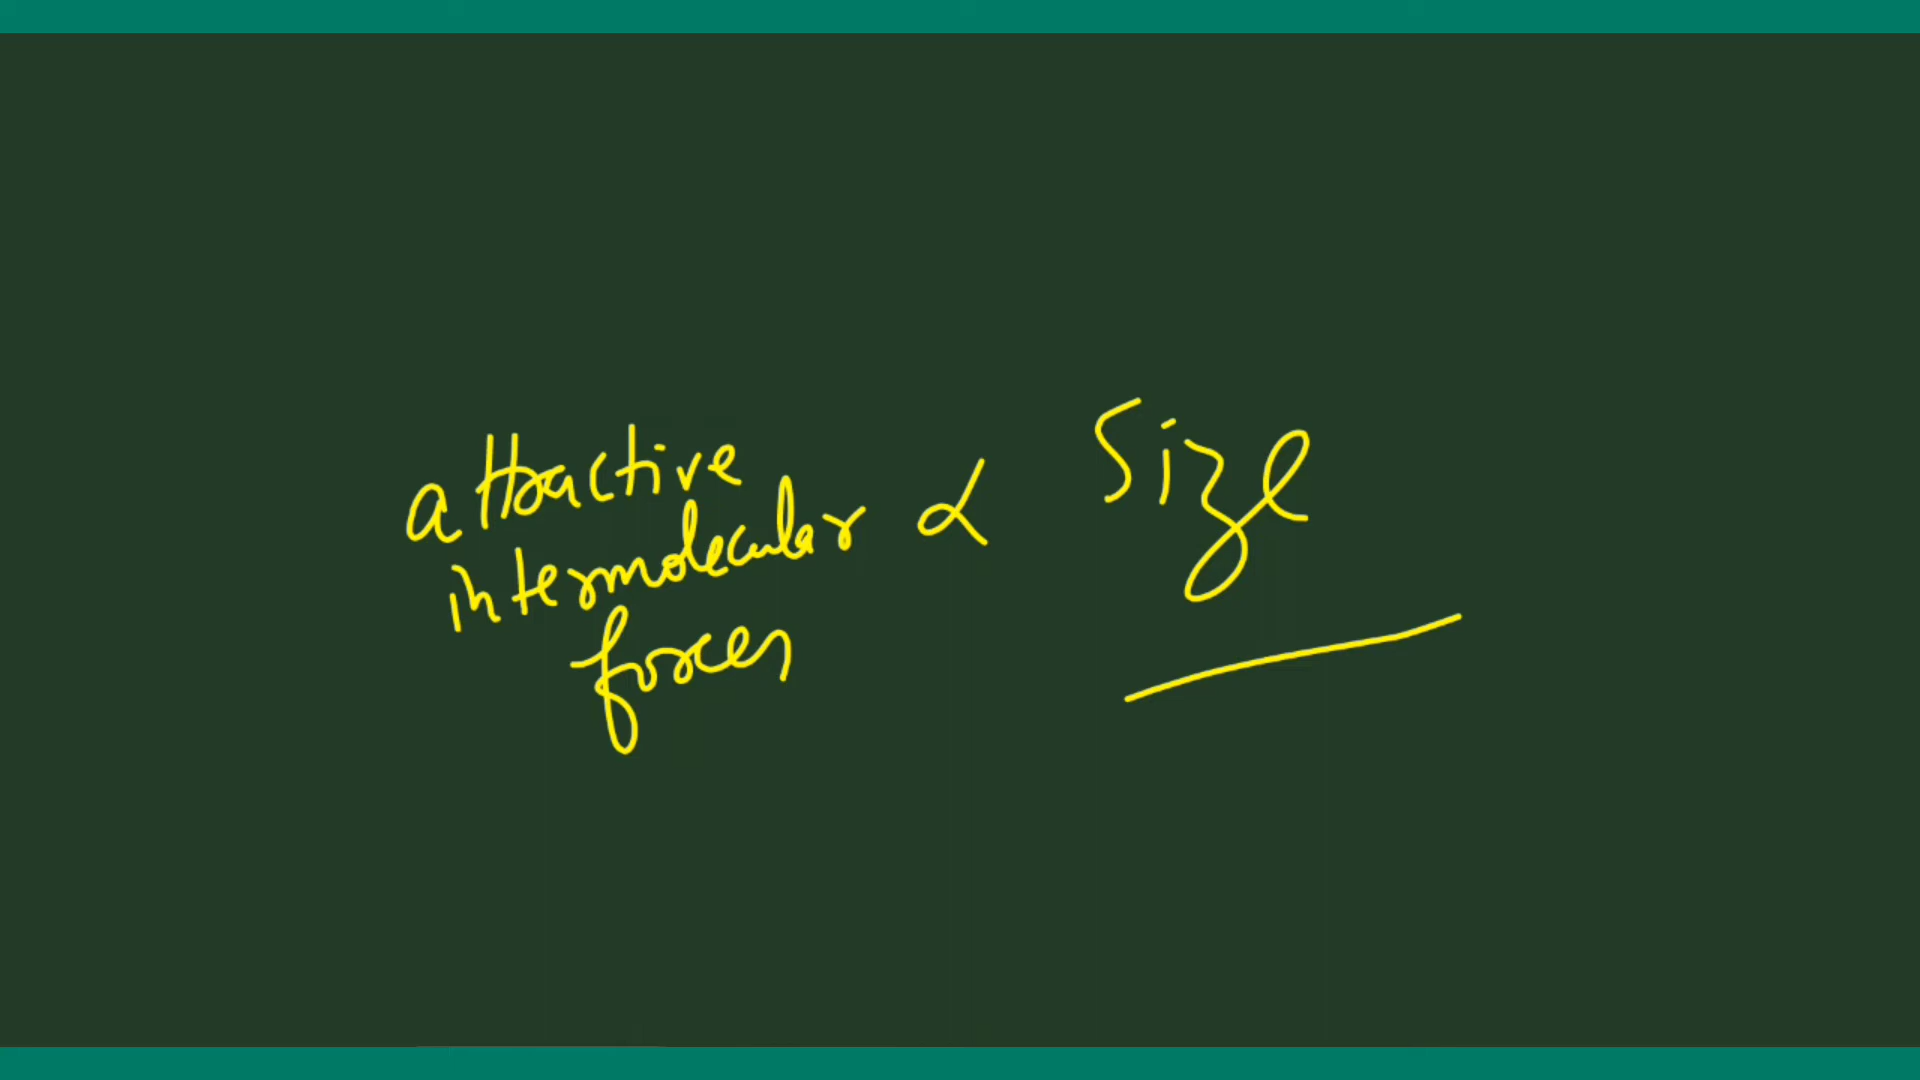 attractive
intermolecular ∝ Size
forces